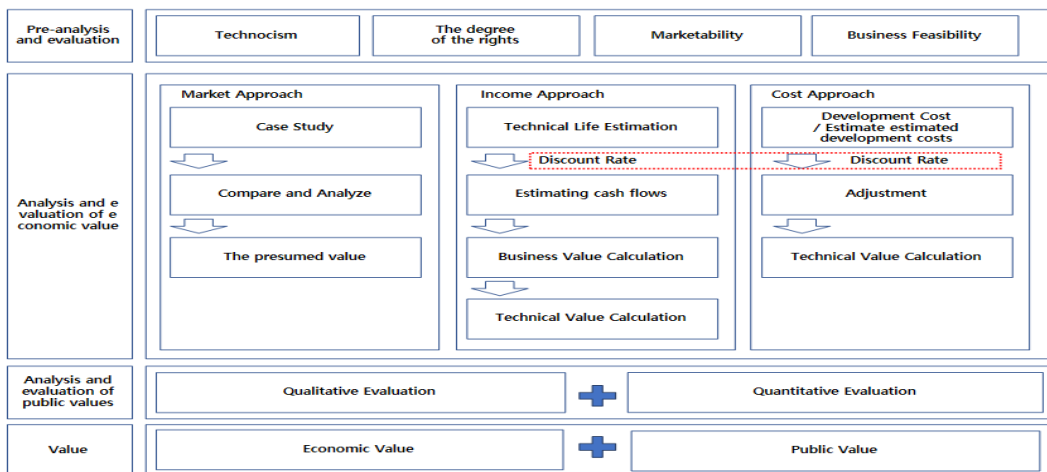 Pre-analysis
and evaluation
Technocism
The degree
of the rights
Marketability
Business Feasibility
Analysis and e
valuation of e
conomic value
Market Approach
Case Study
Compare and Analyze
The presumed value
Income Approach
Technical Life Estimation
Discount Rate
Estimating cash flows
Business Value Calculation
Technical Value Calculation
Cost Approach
Development Cost
/ Estimate estimated
development costs
Discount Rate
Adjustment
Technical Value Calculation
Analysis and
evaluation of
public values
Qualitative Evaluation
Quantitative Evaluation
Value
Economic Value
Public Value